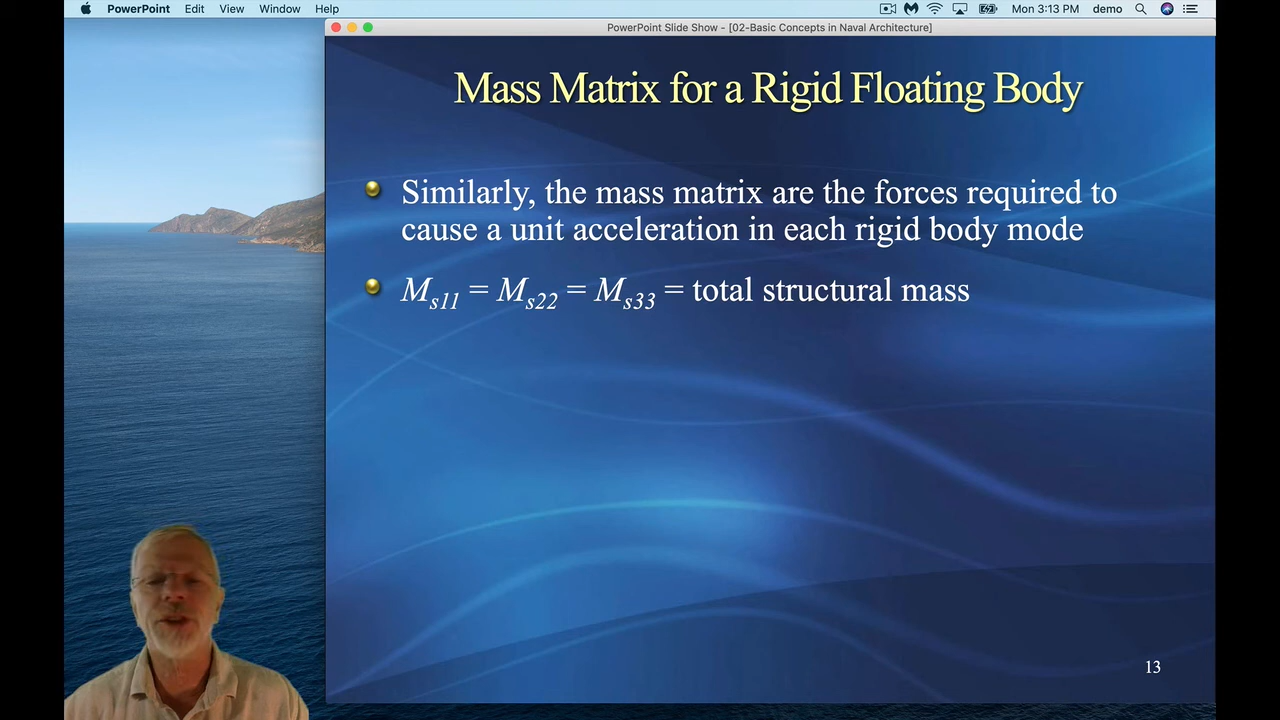 PowerPoint Edit View Window Help Mon 3:13 PM demo
PowerPoint Slide Show - [02-Basic Concepts in Naval Architecture]
Mass Matrix for a Rigid Floating Body
Similarly, the mass matrix are the forces required to
cause a unit acceleration in each rigid body mode
Ms11 = Ms22 = Ms33 = total structural mass
13